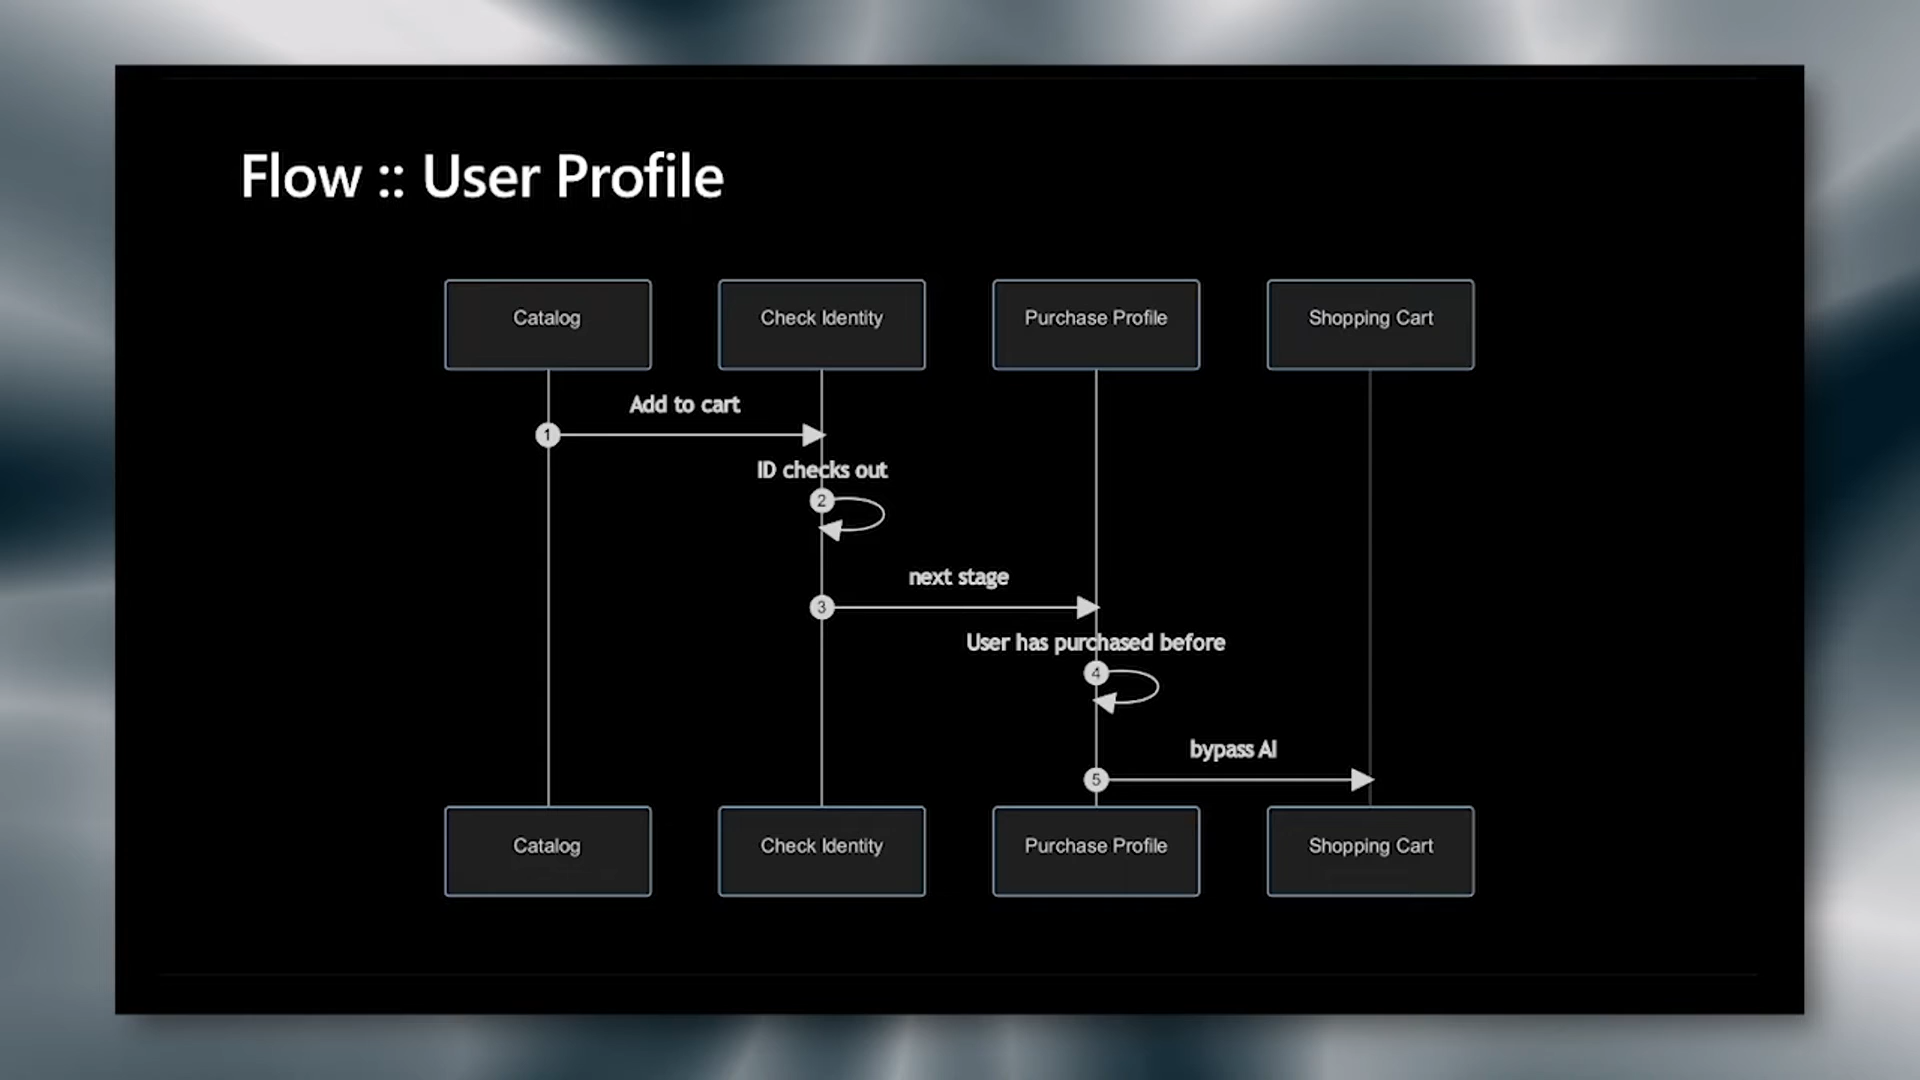 Flow :: User Profile
Catalog
Check Identity
Purchase Profile
Shopping Cart
Add to cart
1
ID checks out
2
next stage
3
User has purchased before
4
bypass AI
5
Catalog
Check Identity
Purchase Profile
Shopping Cart